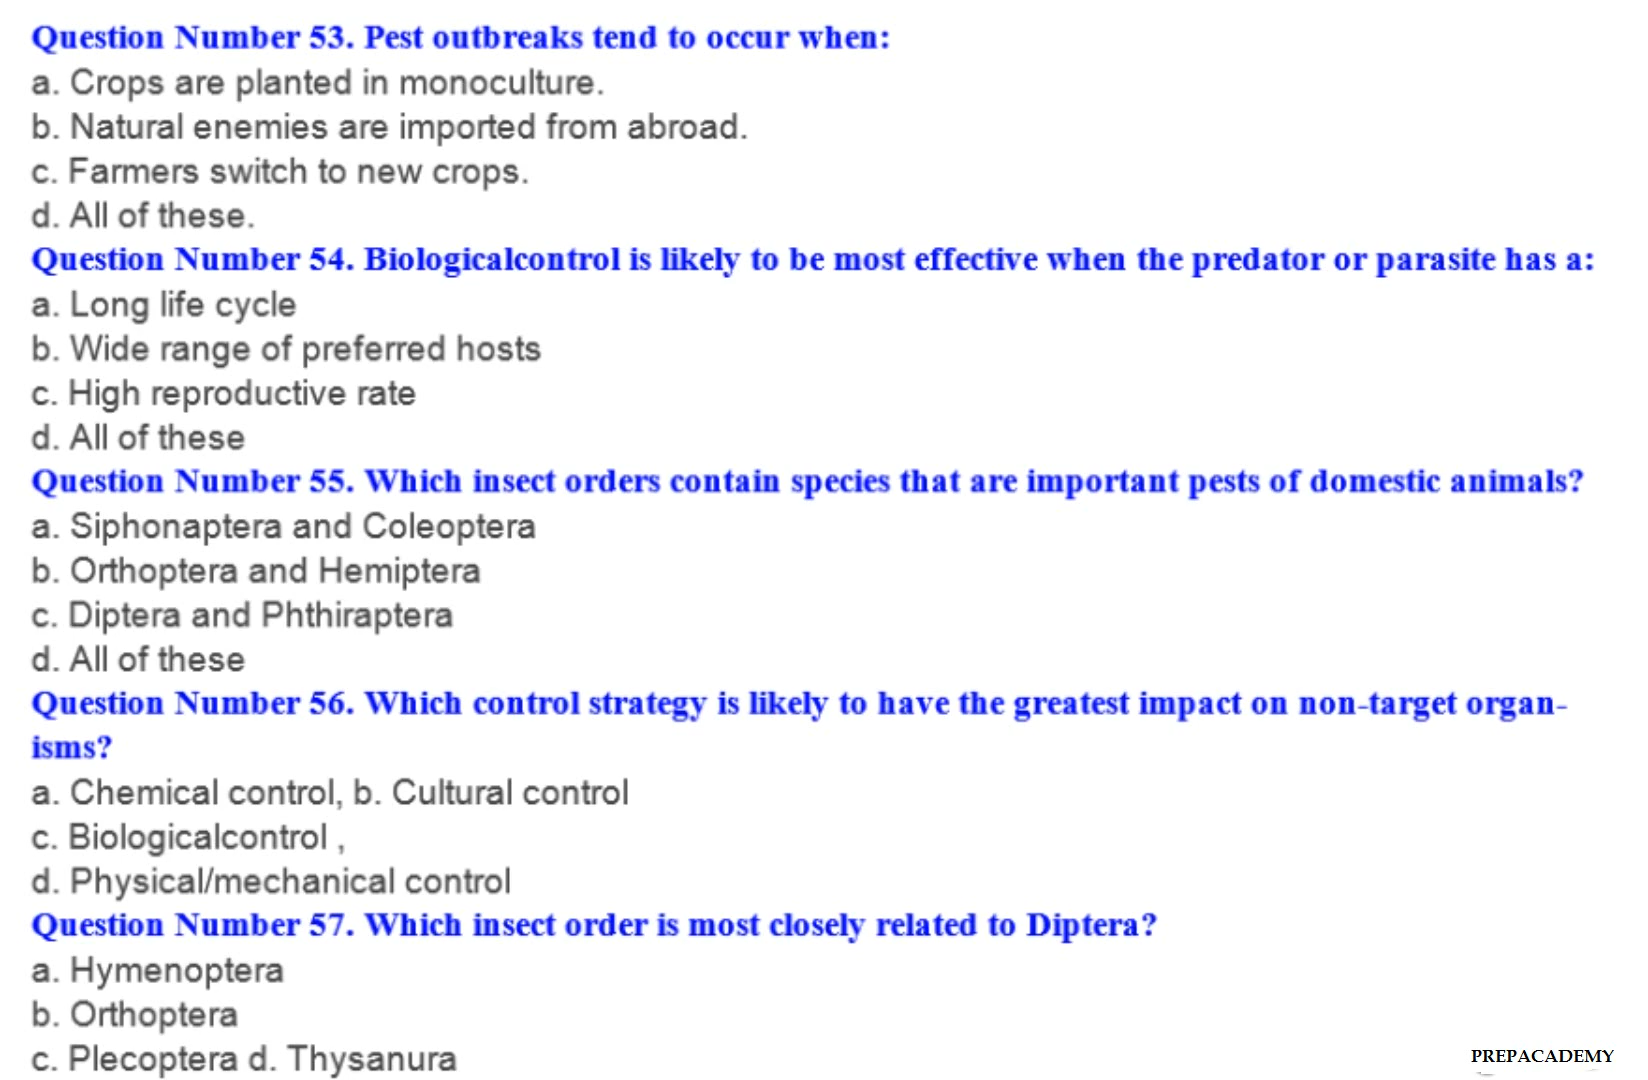 Question Number 53. Pest outbreaks tend to occur when:
a. Crops are planted in monoculture.
b. Natural enemies are imported from abroad.
c. Farmers switch to new crops.
d. All of these.
Question Number 54. Biologicalcontrol is likely to be most effective when the predator or parasite has a:
a. Long life cycle
b. Wide range of preferred hosts
c. High reproductive rate
d. All of these
Question Number 55. Which insect orders contain species that are important pests of domestic animals?
a. Siphonaptera and Coleoptera
b. Orthoptera and Hemiptera
c. Diptera and Phthiraptera
d. All of these
Question Number 56. Which control strategy is likely to have the greatest impact on non-target organ-
isms?
a. Chemical control, b. Cultural control
c. Biologicalcontrol ,
d. Physical/mechanical control
Question Number 57. Which insect order is most closely related to Diptera?
a. Hymenoptera
b. Orthoptera
c. Plecoptera d. Thysanura
PREPACADEMY